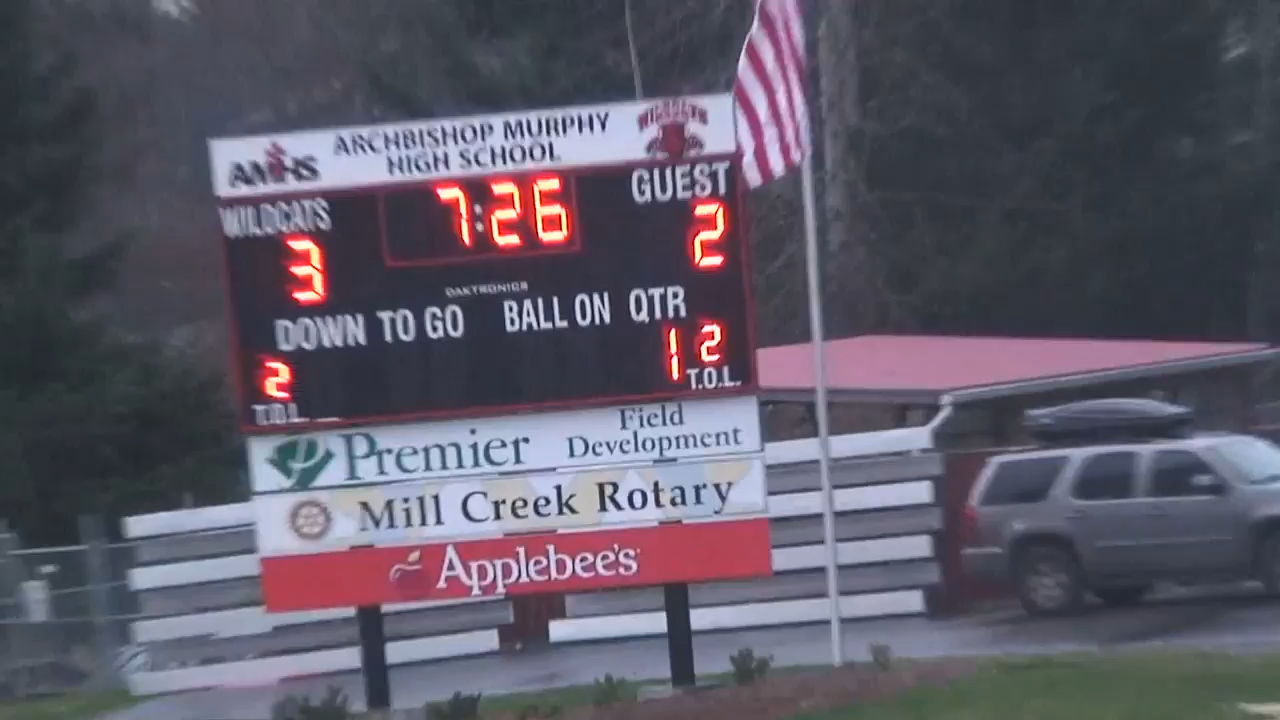 AMHS
ARCHBISHOP MURPHY
HIGH SCHOOL
WILDCATS 7:26 GUEST
3 2
DAKTRONICS
DOWN TO GO BALL ON QTR
2 1 2
T.O.L. T.O.L.
Premier Field
Development
Mill Creek Rotary
Applebee's